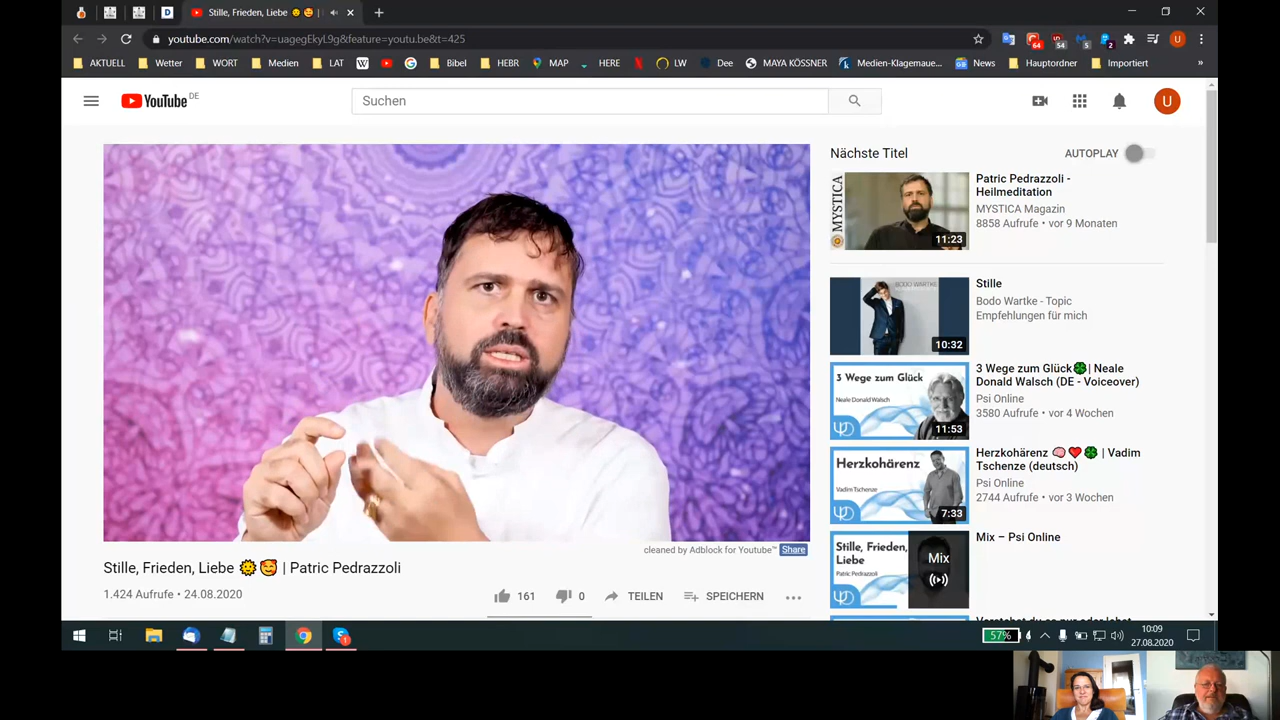 Stille, Frieden, Liebe 🌞🥰 |
youtube.com/watch?v=uagegEkyL9g&feature=youtu.be&t=425
64
54
5
2
U
AKTUELL
Wetter
WORT
Medien
LAT
W
Bibel
HEBR
MAP
HERE
LW
Dee
MAYA KÖSSNER
Medien-Klagemaue...
News
Hauptordner
Importiert
»
YouTube DE
Suchen
U
Nächste Titel
AUTOPLAY
MYSTICA
11:23
Patric Pedrazzoli -
Heilmeditation
MYSTICA Magazin
8858 Aufrufe • vor 9 Monaten
BODO WARTKE
10:32
Stille
Bodo Wartke - Topic
Empfehlungen für mich
3 Wege zum Glück
Neale Donald Walsch
11:53
3 Wege zum Glück🍀| Neale
Donald Walsch (DE - Voiceover)
Psi Online
3580 Aufrufe • vor 4 Wochen
Herzkohärenz
Vadim Tschenze
7:33
Herzkohärenz 🧠❤️🍀 | Vadim
Tschenze (deutsch)
Psi Online
2744 Aufrufe • vor 3 Wochen
Stille, Frieden,
Liebe
Patric Pedrazzoli
Mix
Mix – Psi Online
cleaned by Adblock for Youtube™ Share
Stille, Frieden, Liebe 🌞🥰 | Patric Pedrazzoli
1.424 Aufrufe • 24.08.2020
161
0
TEILEN
SPEICHERN
57%
10:09
27.08.2020